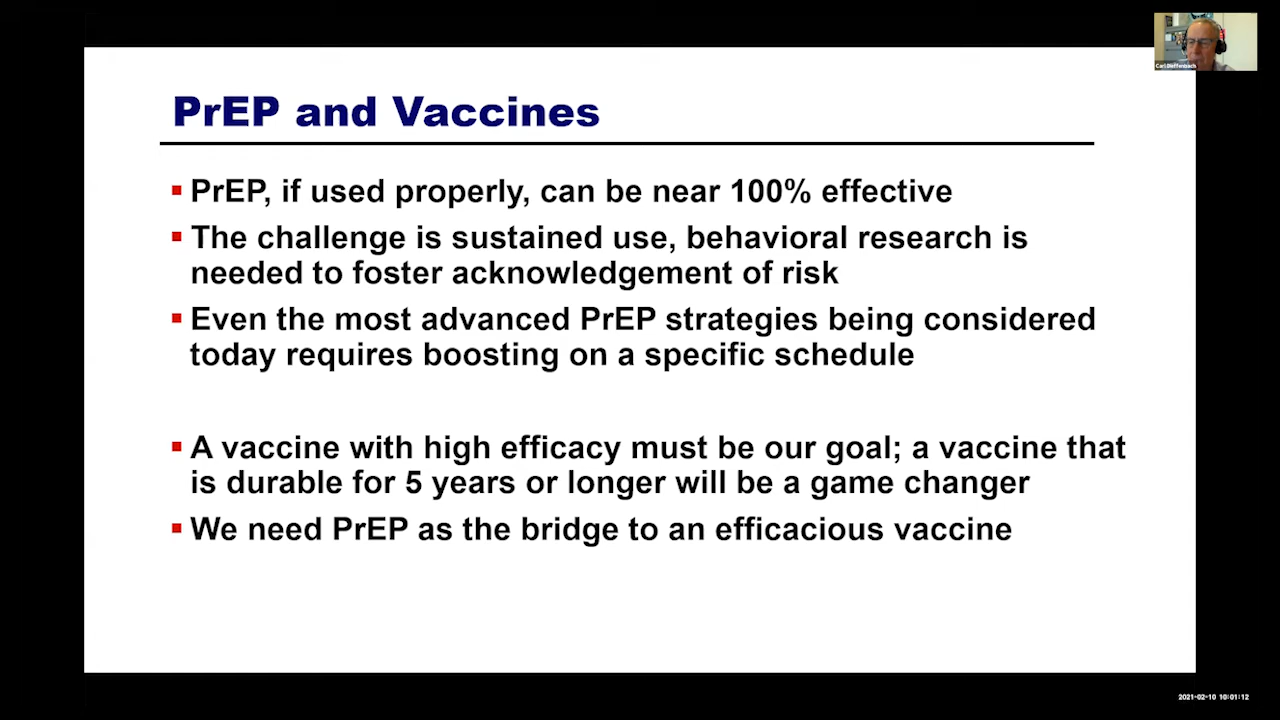 PrEP and Vaccines
PrEP, if used properly, can be near 100% effective
The challenge is sustained use, behavioral research is
needed to foster acknowledgement of risk
Even the most advanced PrEP strategies being considered
today requires boosting on a specific schedule
A vaccine with high efficacy must be our goal; a vaccine that
is durable for 5 years or longer will be a game changer
We need PrEP as the bridge to an efficacious vaccine
Carl Dieffenbach
2021-02-10 10:01:12